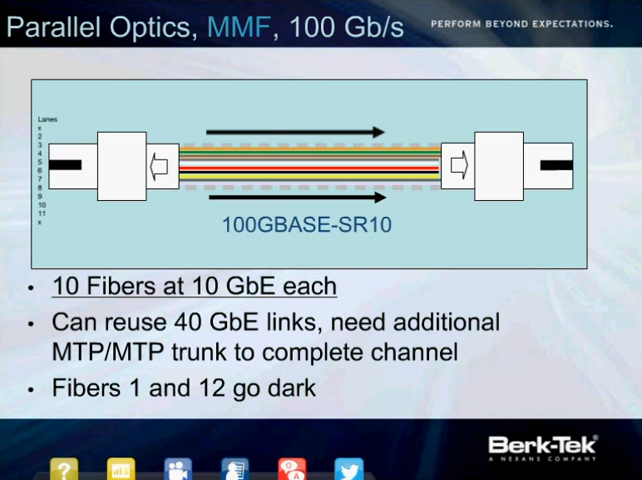 Parallel Optics, MMF, 100 Gb/s
PERFORM BEYOND EXPECTATIONS.
Lanes
x
2
3
4
5
6
7
8
9
10
11
x
100GBASE-SR10
• 10 Fibers at 10 GbE each
• Can reuse 40 GbE links, need additional
MTP/MTP trunk to complete channel
• Fibers 1 and 12 go dark
Berk-Tek®
A NEXANS COMPANY
?
Q
A